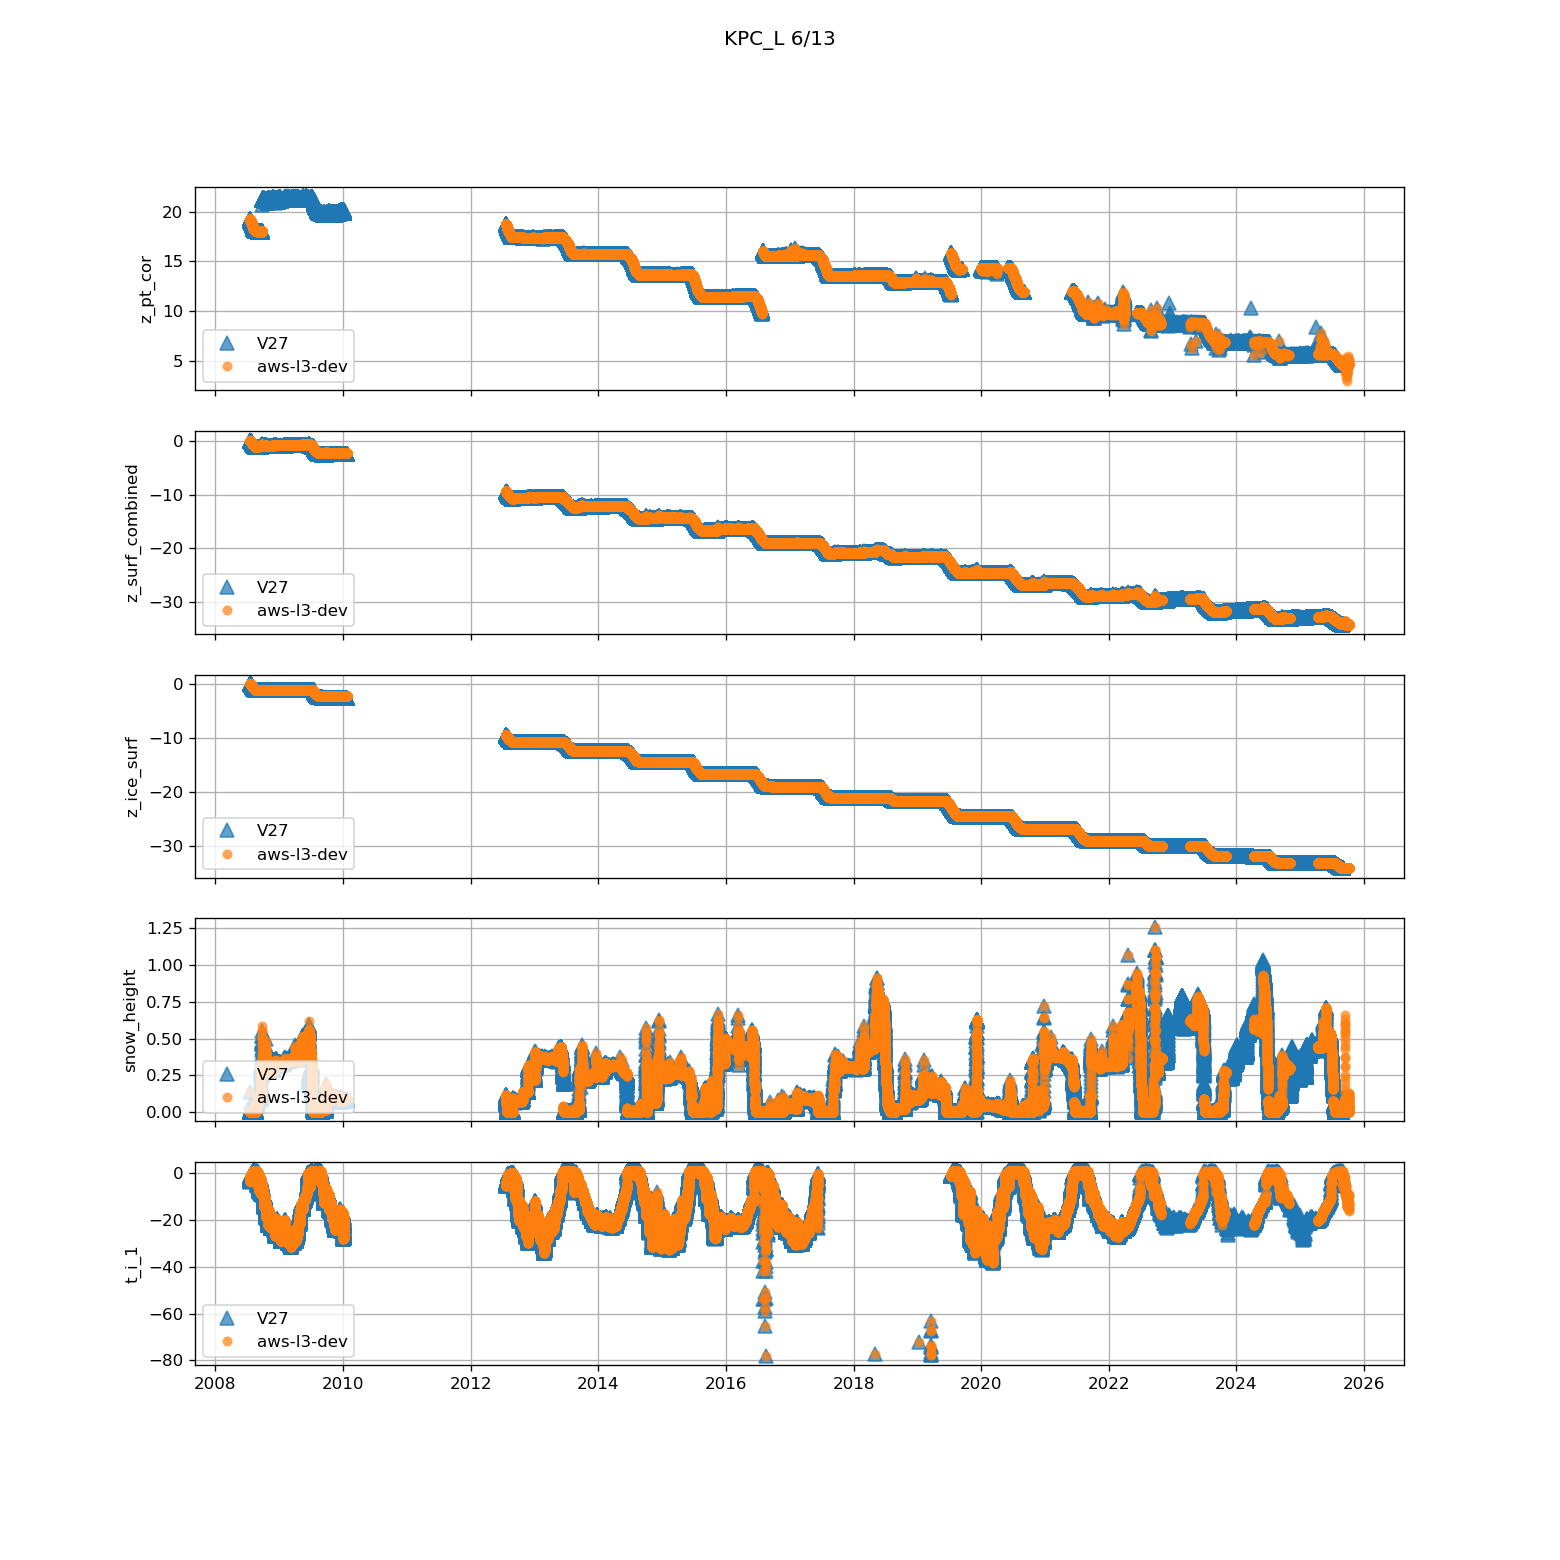 KPC_L 6/13
20
15
10
5
z_pt_cor
V27
aws-l3-dev
0
−10
−20
−30
z_surf_combined
V27
aws-l3-dev
0
−10
−20
−30
z_ice_surf
V27
aws-l3-dev
1.25
1.00
0.75
0.50
0.25
0.00
snow_height
V27
aws-l3-dev
0
−20
−40
−60
−80
t_i_1
V27
aws-l3-dev
2008 2010 2012 2014 2016 2018 2020 2022 2024 2026